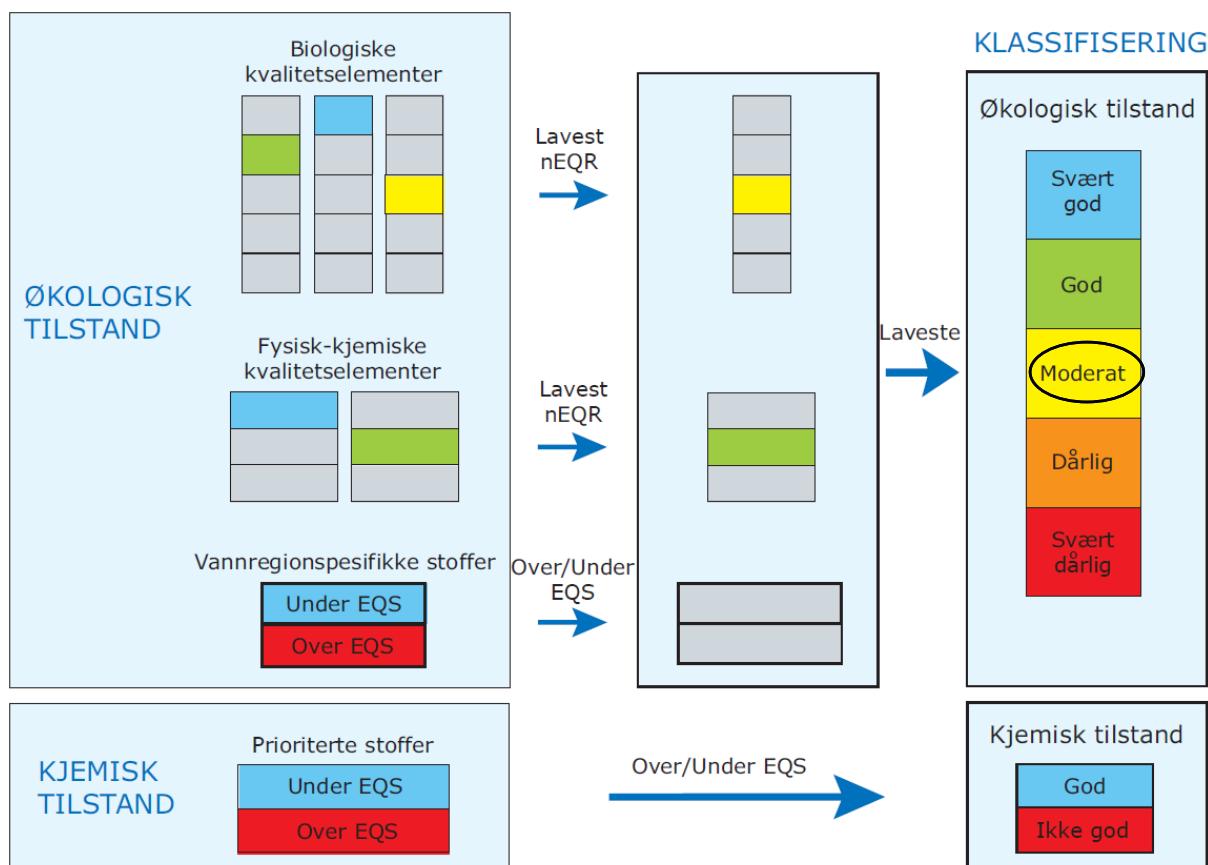 Biologiske
kvalitetselementer
Lavest
nEQR
KLASSIFISERING
Økologisk tilstand
Svært
god
God
Moderat
Dårlig
Svært
dårlig
ØKOLOGISK
TILSTAND
Fysisk-kjemiske
kvalitetselementer
Lavest
nEQR
Laveste
Vannregionspesifikke stoffer
Under EQS
Over EQS
Over/Under
EQS
KJEMISK
TILSTAND
Prioriterte stoffer
Under EQS
Over EQS
Over/Under EQS
Kjemisk tilstand
God
Ikke god